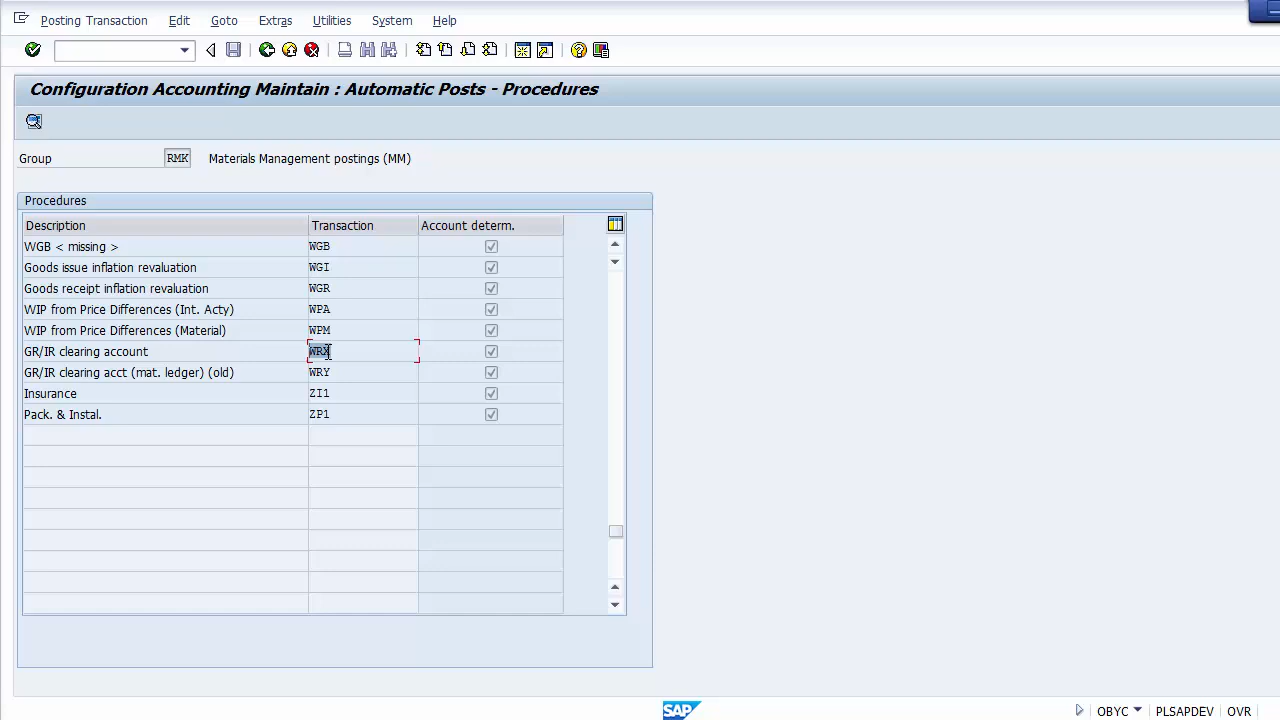 Posting Transaction Edit Goto Extras Utilities System Help
Configuration Accounting Maintain : Automatic Posts - Procedures
Group RMK Materials Management postings (MM)
Procedures
Description Transaction Account determ.
WGB < missing > WGB
Goods issue inflation revaluation WGI
Goods receipt inflation revaluation WGR
WIP from Price Differences (Int. Acty) WPA
WIP from Price Differences (Material) WPM
GR/IR clearing account WRX
GR/IR clearing acct (mat. ledger) (old) WRY
Insurance ZI1
Pack. & Instal. ZP1
SAP OBYC PLSAPDEV OVR